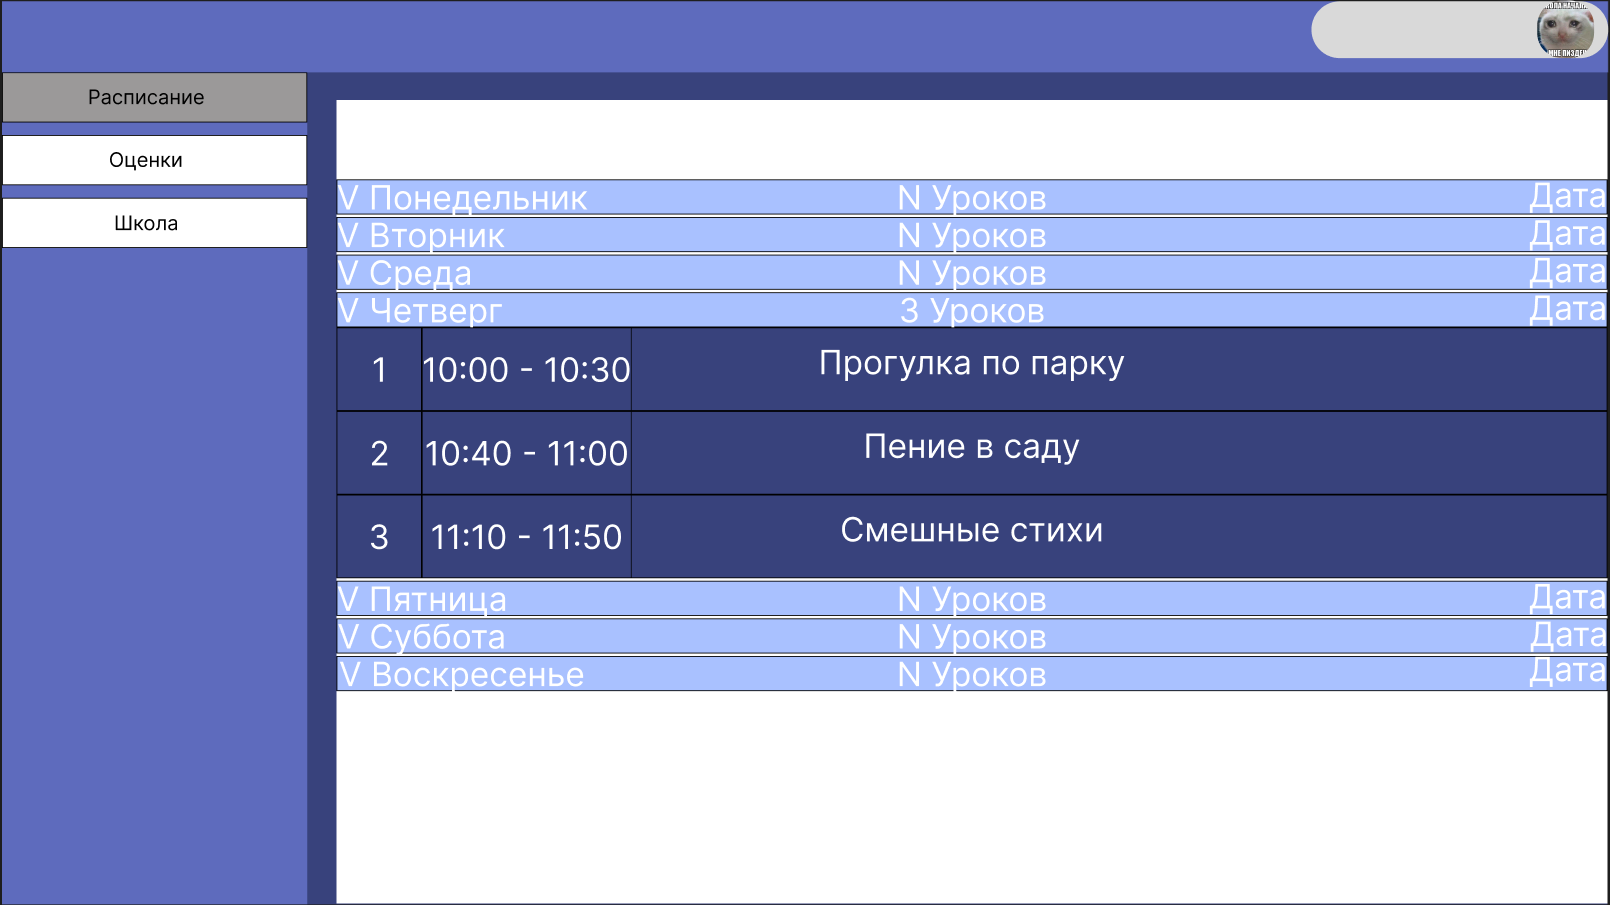 МНЕ ПИЗДЕЦ
Расписание
Оценки
Школа
V Понедельник N Уроков Дата
V Вторник N Уроков Дата
V Среда N Уроков Дата
V Четверг 3 Уроков Дата
1 10:00 - 10:30 Прогулка по парку
2 10:40 - 11:00 Пение в саду
3 11:10 - 11:50 Смешные стихи
V Пятница N Уроков Дата
V Суббота N Уроков Дата
V Воскресенье N Уроков Дата